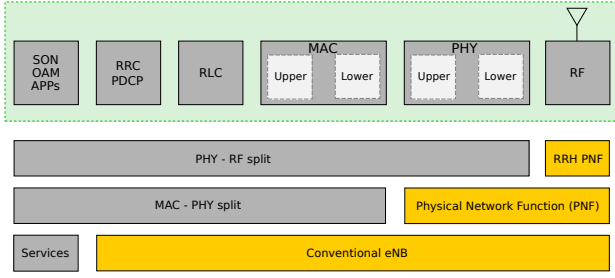 SON
OAM
APPs
RRC
PDCP
RLC
MAC
Upper
Lower
PHY
Upper
Lower
RF
PHY - RF split
RRH PNF
MAC - PHY split
Physical Network Function (PNF)
Services
Conventional eNB